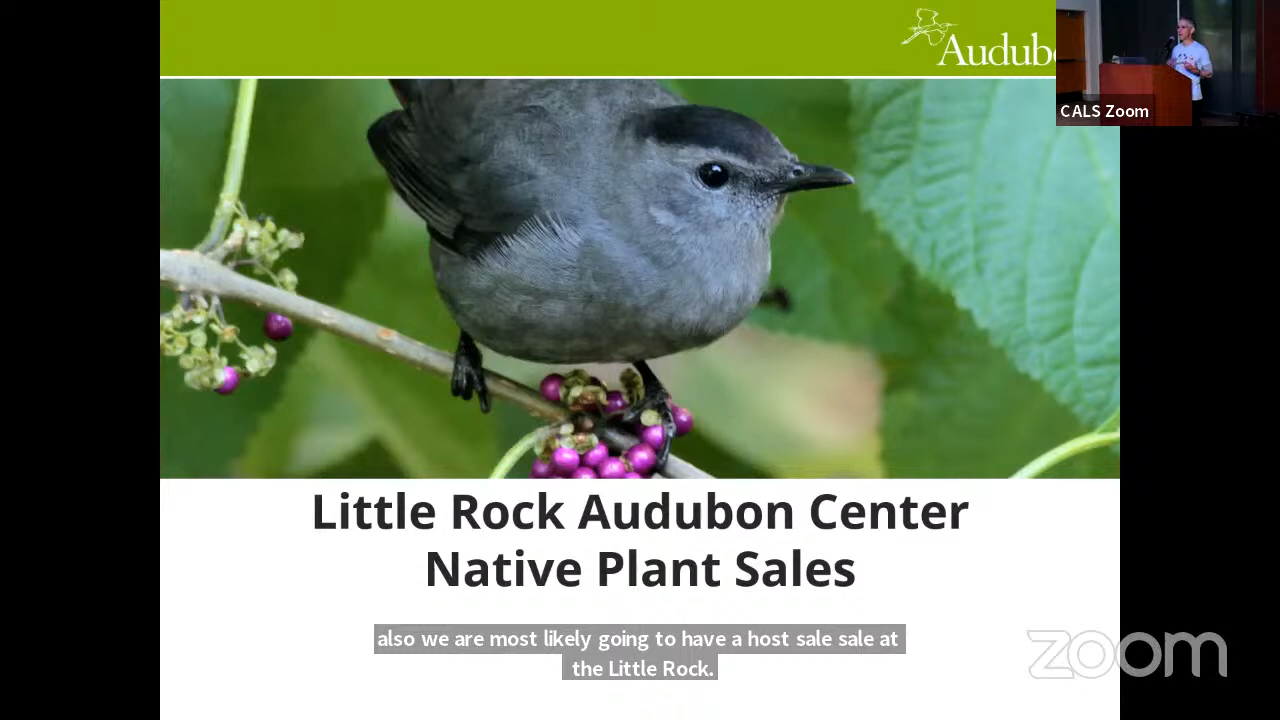 Audubo
CALS Zoom
Little Rock Audubon Center
Native Plant Sales
also we are most likely going to have a host sale sale at
the Little Rock.
zoom